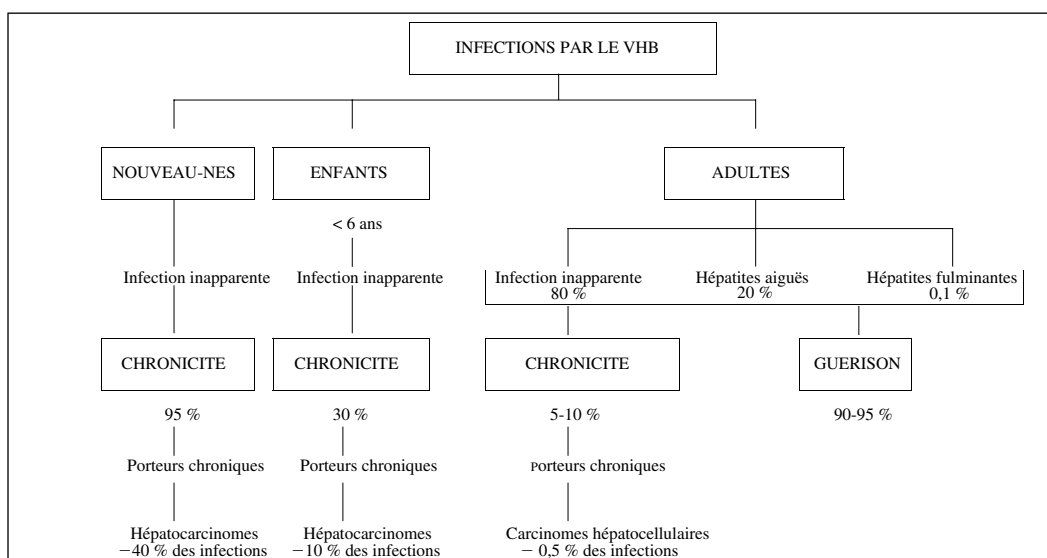 INFECTIONS PAR LE VHB
NOUVEAU-NES
ENFANTS
ADULTES
< 6 ans
Infection inapparente
Infection inapparente
Infection inapparente
80 %
Hépatites aiguës
20 %
Hépatites fulminantes
0,1 %
CHRONICITE
CHRONICITE
CHRONICITE
GUERISON
95 %
30 %
5-10 %
90-95 %
Porteurs chroniques
Porteurs chroniques
Porteurs chroniques
Hépatocarcinomes
−40 % des infections
Hépatocarcinomes
−10 % des infections
Carcinomes hépatocellulaires
− 0,5 % des infections